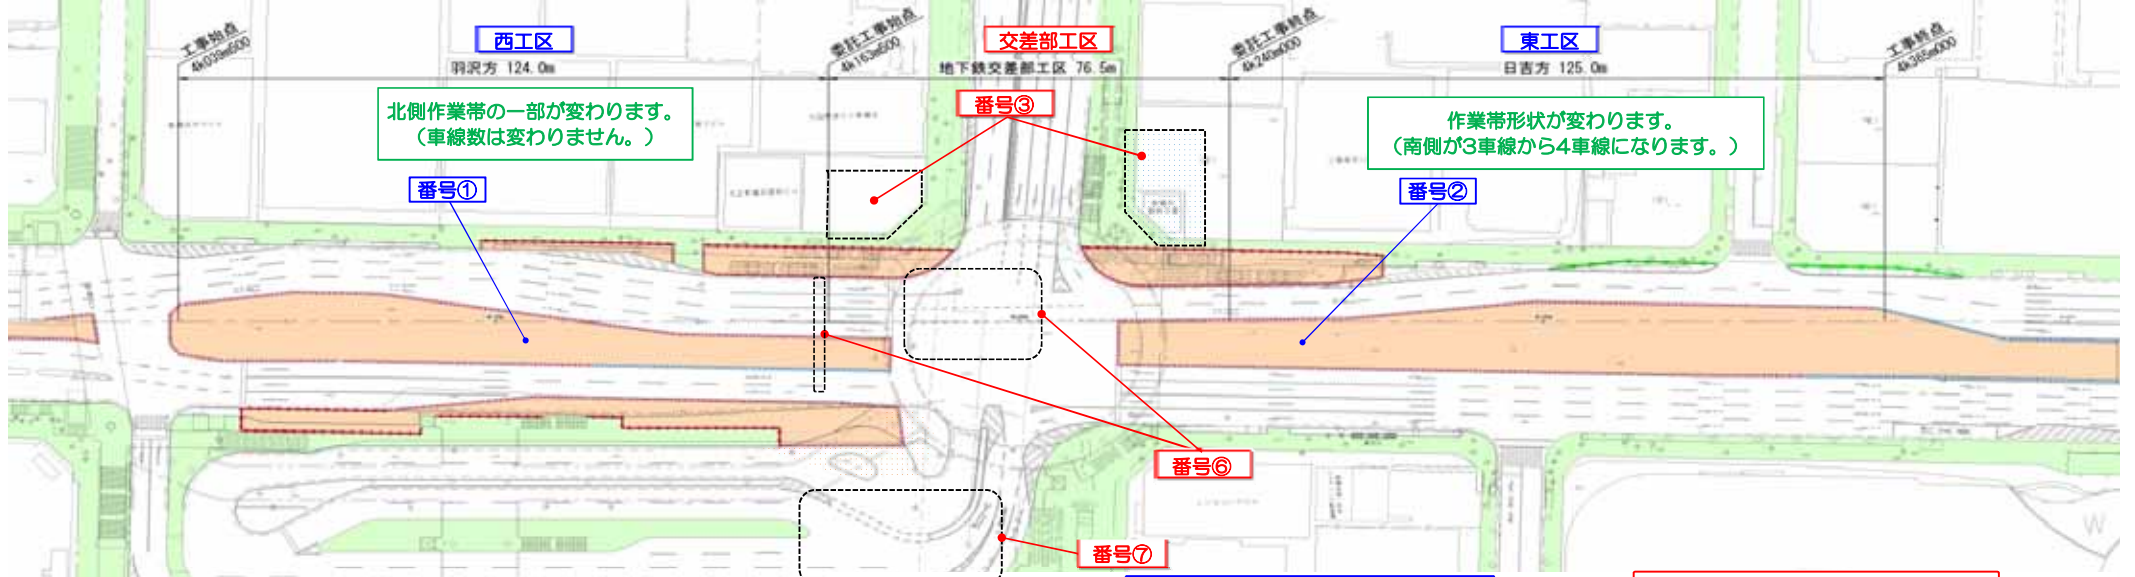 西工区
交差部工区
東工区
工事始点
4k039m600
委託工事始点
4k163m600
委託工事終点
4k240m000
工事終点
4k365m000
羽沢方 124.0m
地下鉄交差部工区 76.5m
日吉方 125.0m
北側作業帯の一部が変わります。
（車線数は変わりません。）
番号③
作業帯形状が変わります。
（南側が3車線から4車線になります。）
番号①
番号②
番号⑥
番号⑦
W